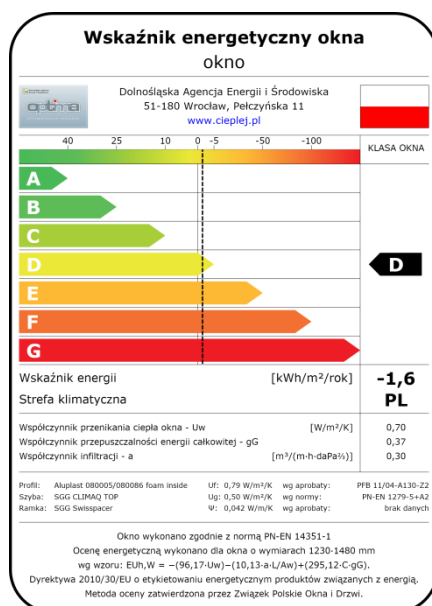 Wskaźnik energetyczny okna
okno
optima
Dolnośląska Agencja Energii i Środowiska
51-180 Wrocław, Pełczyńska 11
www.cieplej.pl
40 25 10 0 -5 -50 -100
KLASA OKNA
A
B
C
D
D
E
F
G
Wskaźnik energii [kWh/m²/rok] -1,6
Strefa klimatyczna PL
Współczynnik przenikania ciepła okna - Uw [W/m²/K] 0,70
Współczynnik przepuszczalności energii całkowitej - gG 0,37
Współczynnik infiltracji - a [m³/(m·h·daPa⅔)] 0,30
Profil: Aluplast 080005/080086 foam inside Uf: 0,79 W/m²/K wg aprobaty: PFB 11/04-A130-Z2
Szyba: SGG CLIMAQ TOP Ug: 0,50 W/m²/K wg normy: PN-EN 1279-5+A2
Ramka: SGG Swisspacer Ψ: 0,042 W/m/K wg aprobaty: brak danych
Okno wykonano zgodnie z normą PN-EN 14351-1
Ocenę energetyczną wykonano dla okna o wymiarach 1230-1480 mm
wg wzoru: EUh,W = −(96,17·Uw)−(10,13·a·L/Aw)+(295,12·C·gG).
Dyrektywa 2010/30/EU o etykietowaniu energetycznym produktów związanych z energią.
Metoda oceny zatwierdzona przez Związek Polskie Okna i Drzwi.